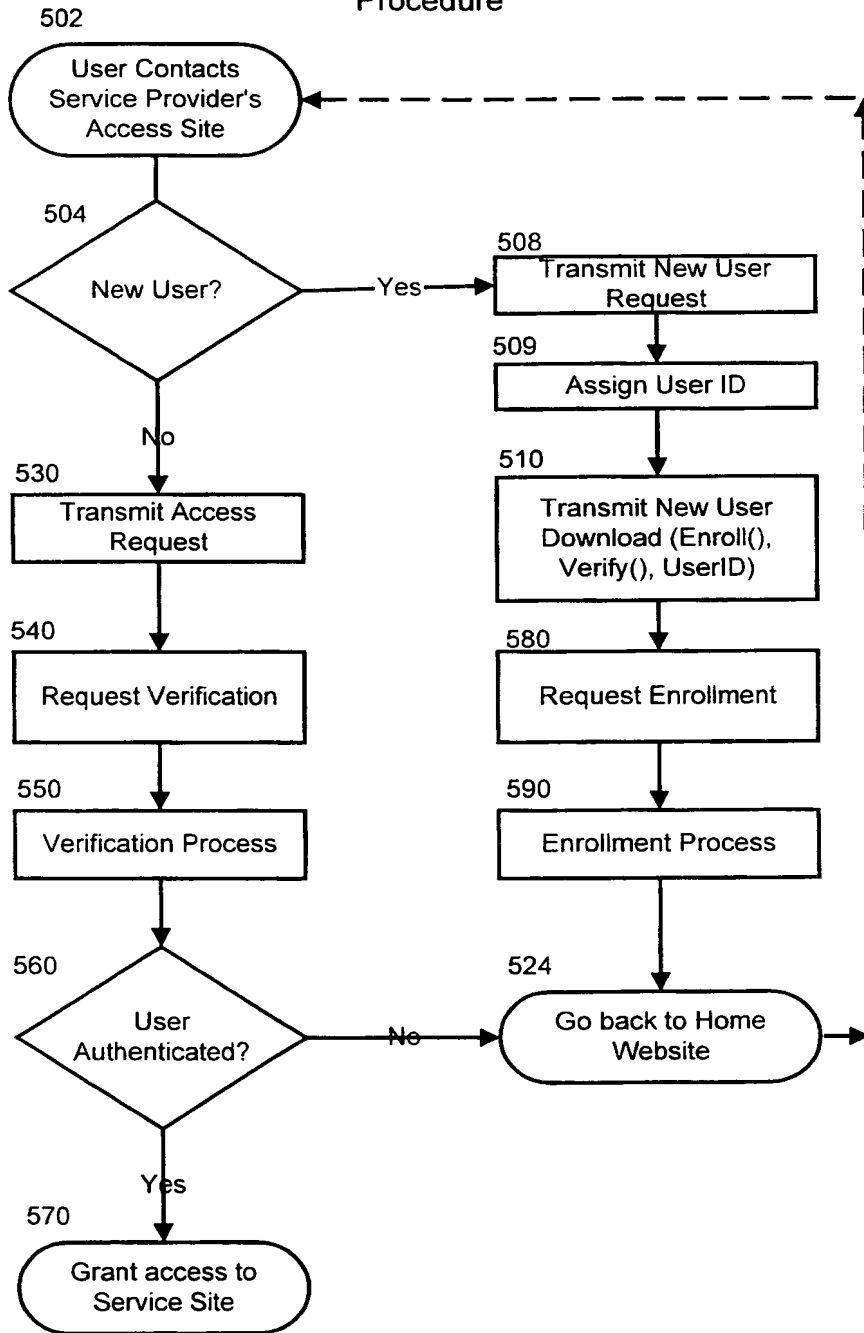 Procedure
502
User Contacts
Service Provider's
Access Site
504
New User?
Yes
508
Transmit New User
Request
509
Assign User ID
No
530
Transmit Access
Request
510
Transmit New User
Download (Enroll(),
Verify(), UserID)
540
Request Verification
580
Request Enrollment
550
Verification Process
590
Enrollment Process
560
User
Authenticated?
No
524
Go back to Home
Website
Yes
570
Grant access to
Service Site